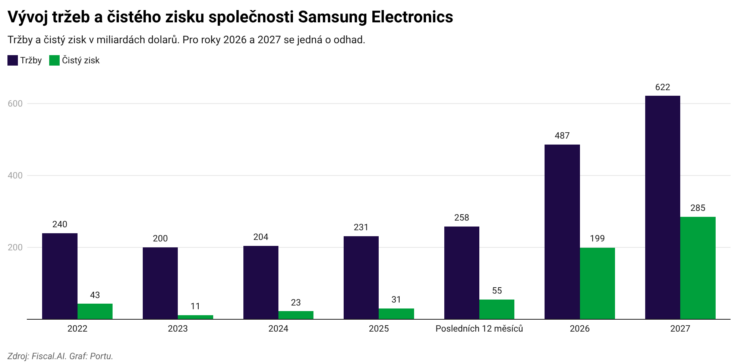 Vývoj tržeb a čistého zisku společnosti Samsung Electronics
Tržby a čistý zisk v miliardách dolarů. Pro roky 2026 a 2027 se jedná o odhad.
Tržby Čistý zisk
600
400
200
240 43
200 11
204 23
231 31
258 55
487 199
622 285
2022 2023 2024 2025 Posledních 12 měsíců 2026 2027
Zdroj: Fiscal.AI. Graf: Portu.